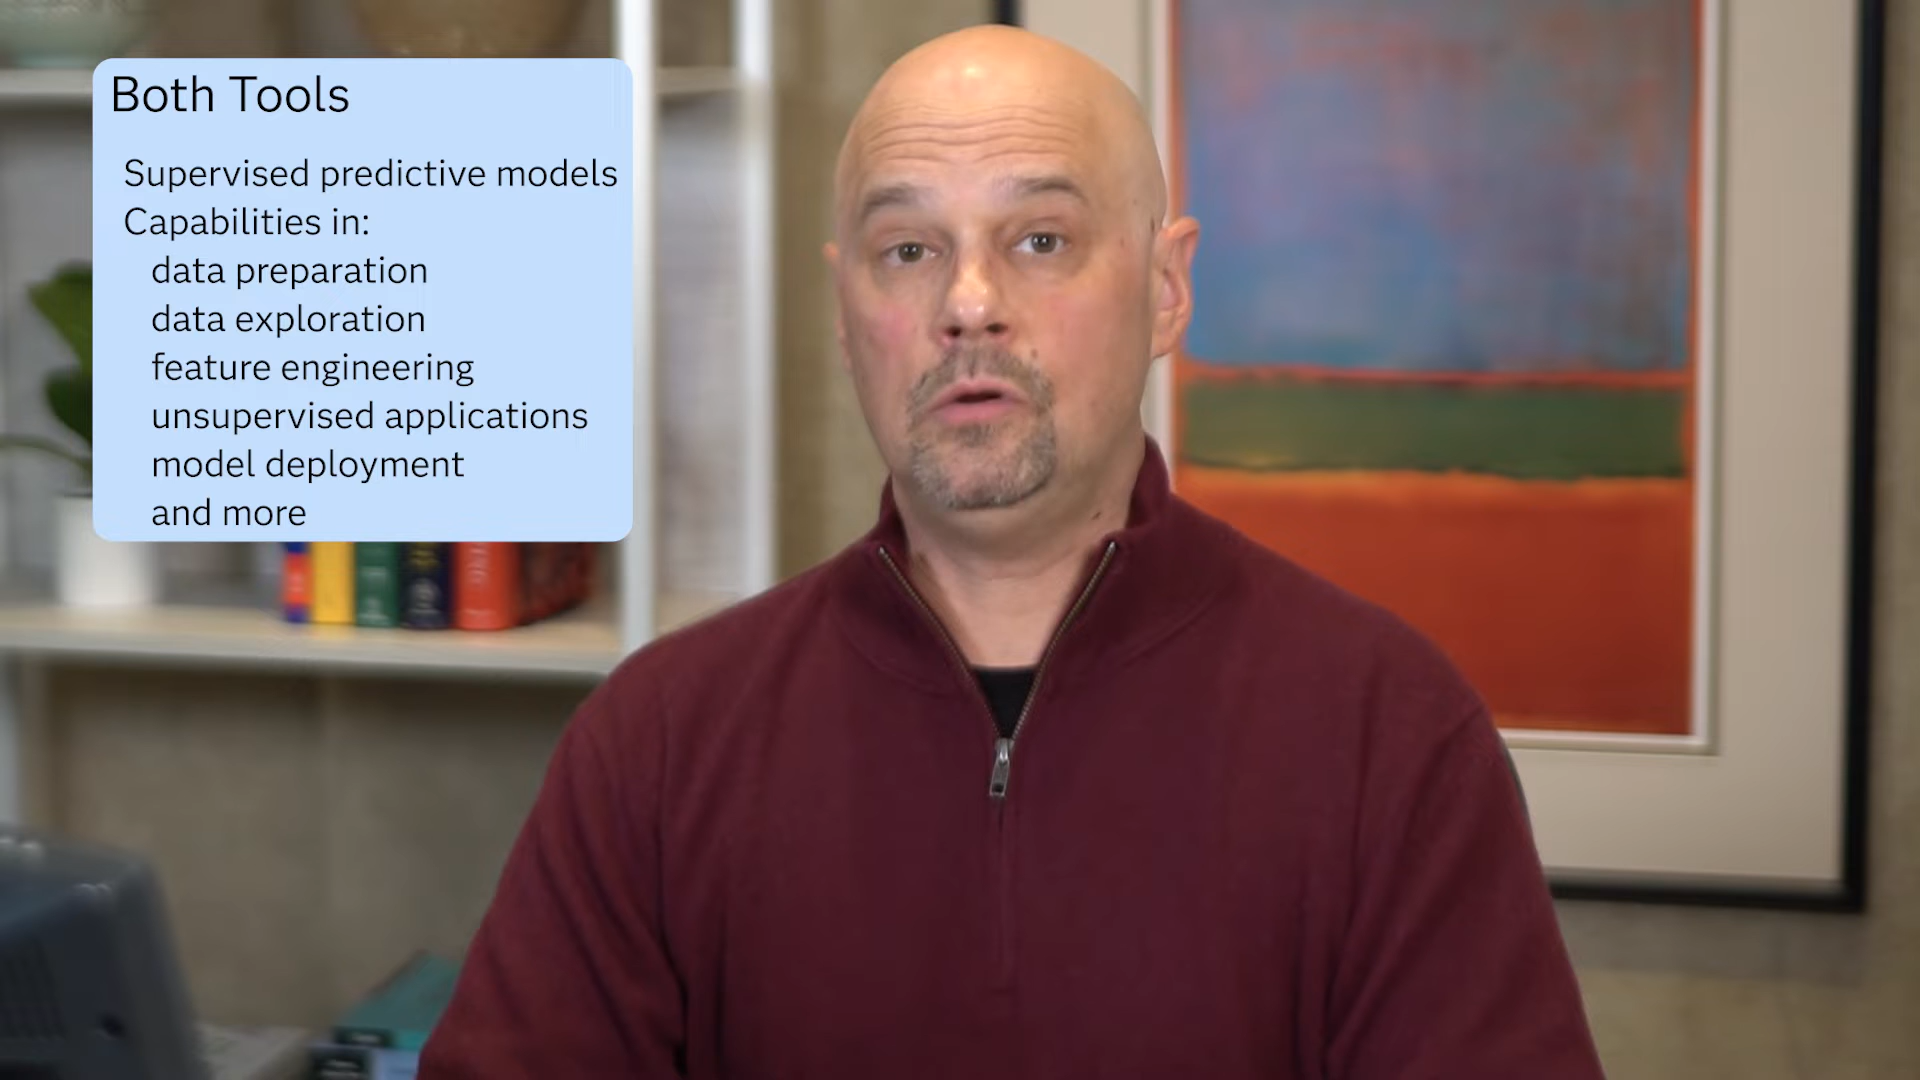 Both Tools
Supervised predictive models
Capabilities in:
data preparation
data exploration
feature engineering
unsupervised applications
model deployment
and more